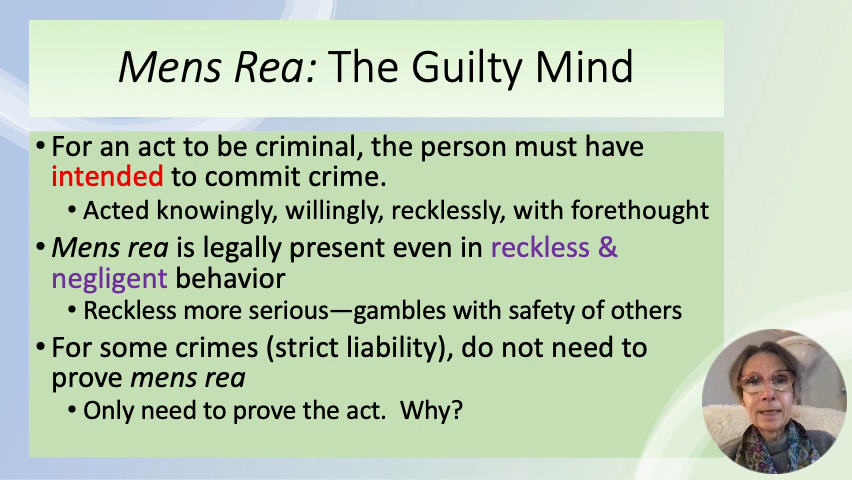 Mens Rea: The Guilty Mind
• For an act to be criminal, the person must have
intended to commit crime.
• Acted knowingly, willingly, recklessly, with forethought
• Mens rea is legally present even in reckless &
negligent behavior
• Reckless more serious—gambles with safety of others
• For some crimes (strict liability), do not need to
prove mens rea
• Only need to prove the act.  Why?